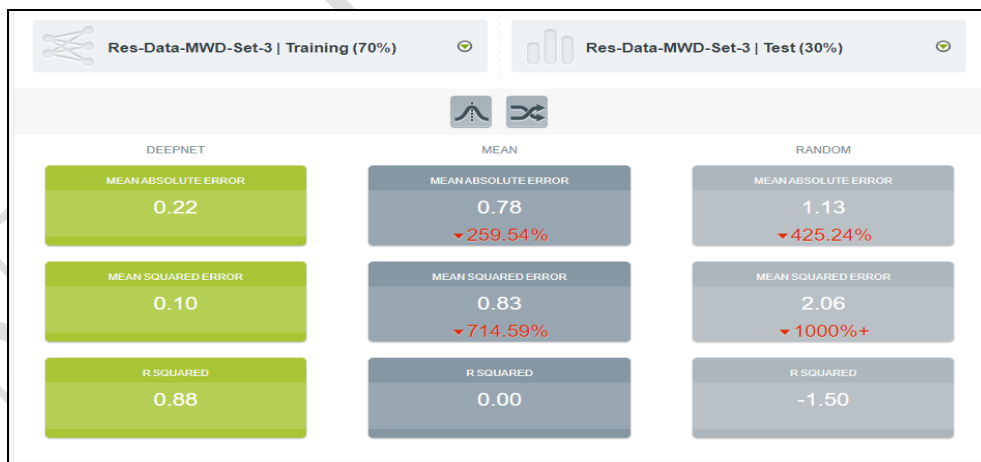 Res-Data-MWD-Set-3 | Training (70%)
Res-Data-MWD-Set-3 | Test (30%)
DEEPNET
MEAN
RANDOM
MEAN ABSOLUTE ERROR
0.22
MEAN ABSOLUTE ERROR
0.78
259.54%
MEAN ABSOLUTE ERROR
1.13
425.24%
MEAN SQUARED ERROR
0.10
MEAN SQUARED ERROR
0.83
714.59%
MEAN SQUARED ERROR
2.06
1000%+
R SQUARED
0.88
R SQUARED
0.00
R SQUARED
-1.50